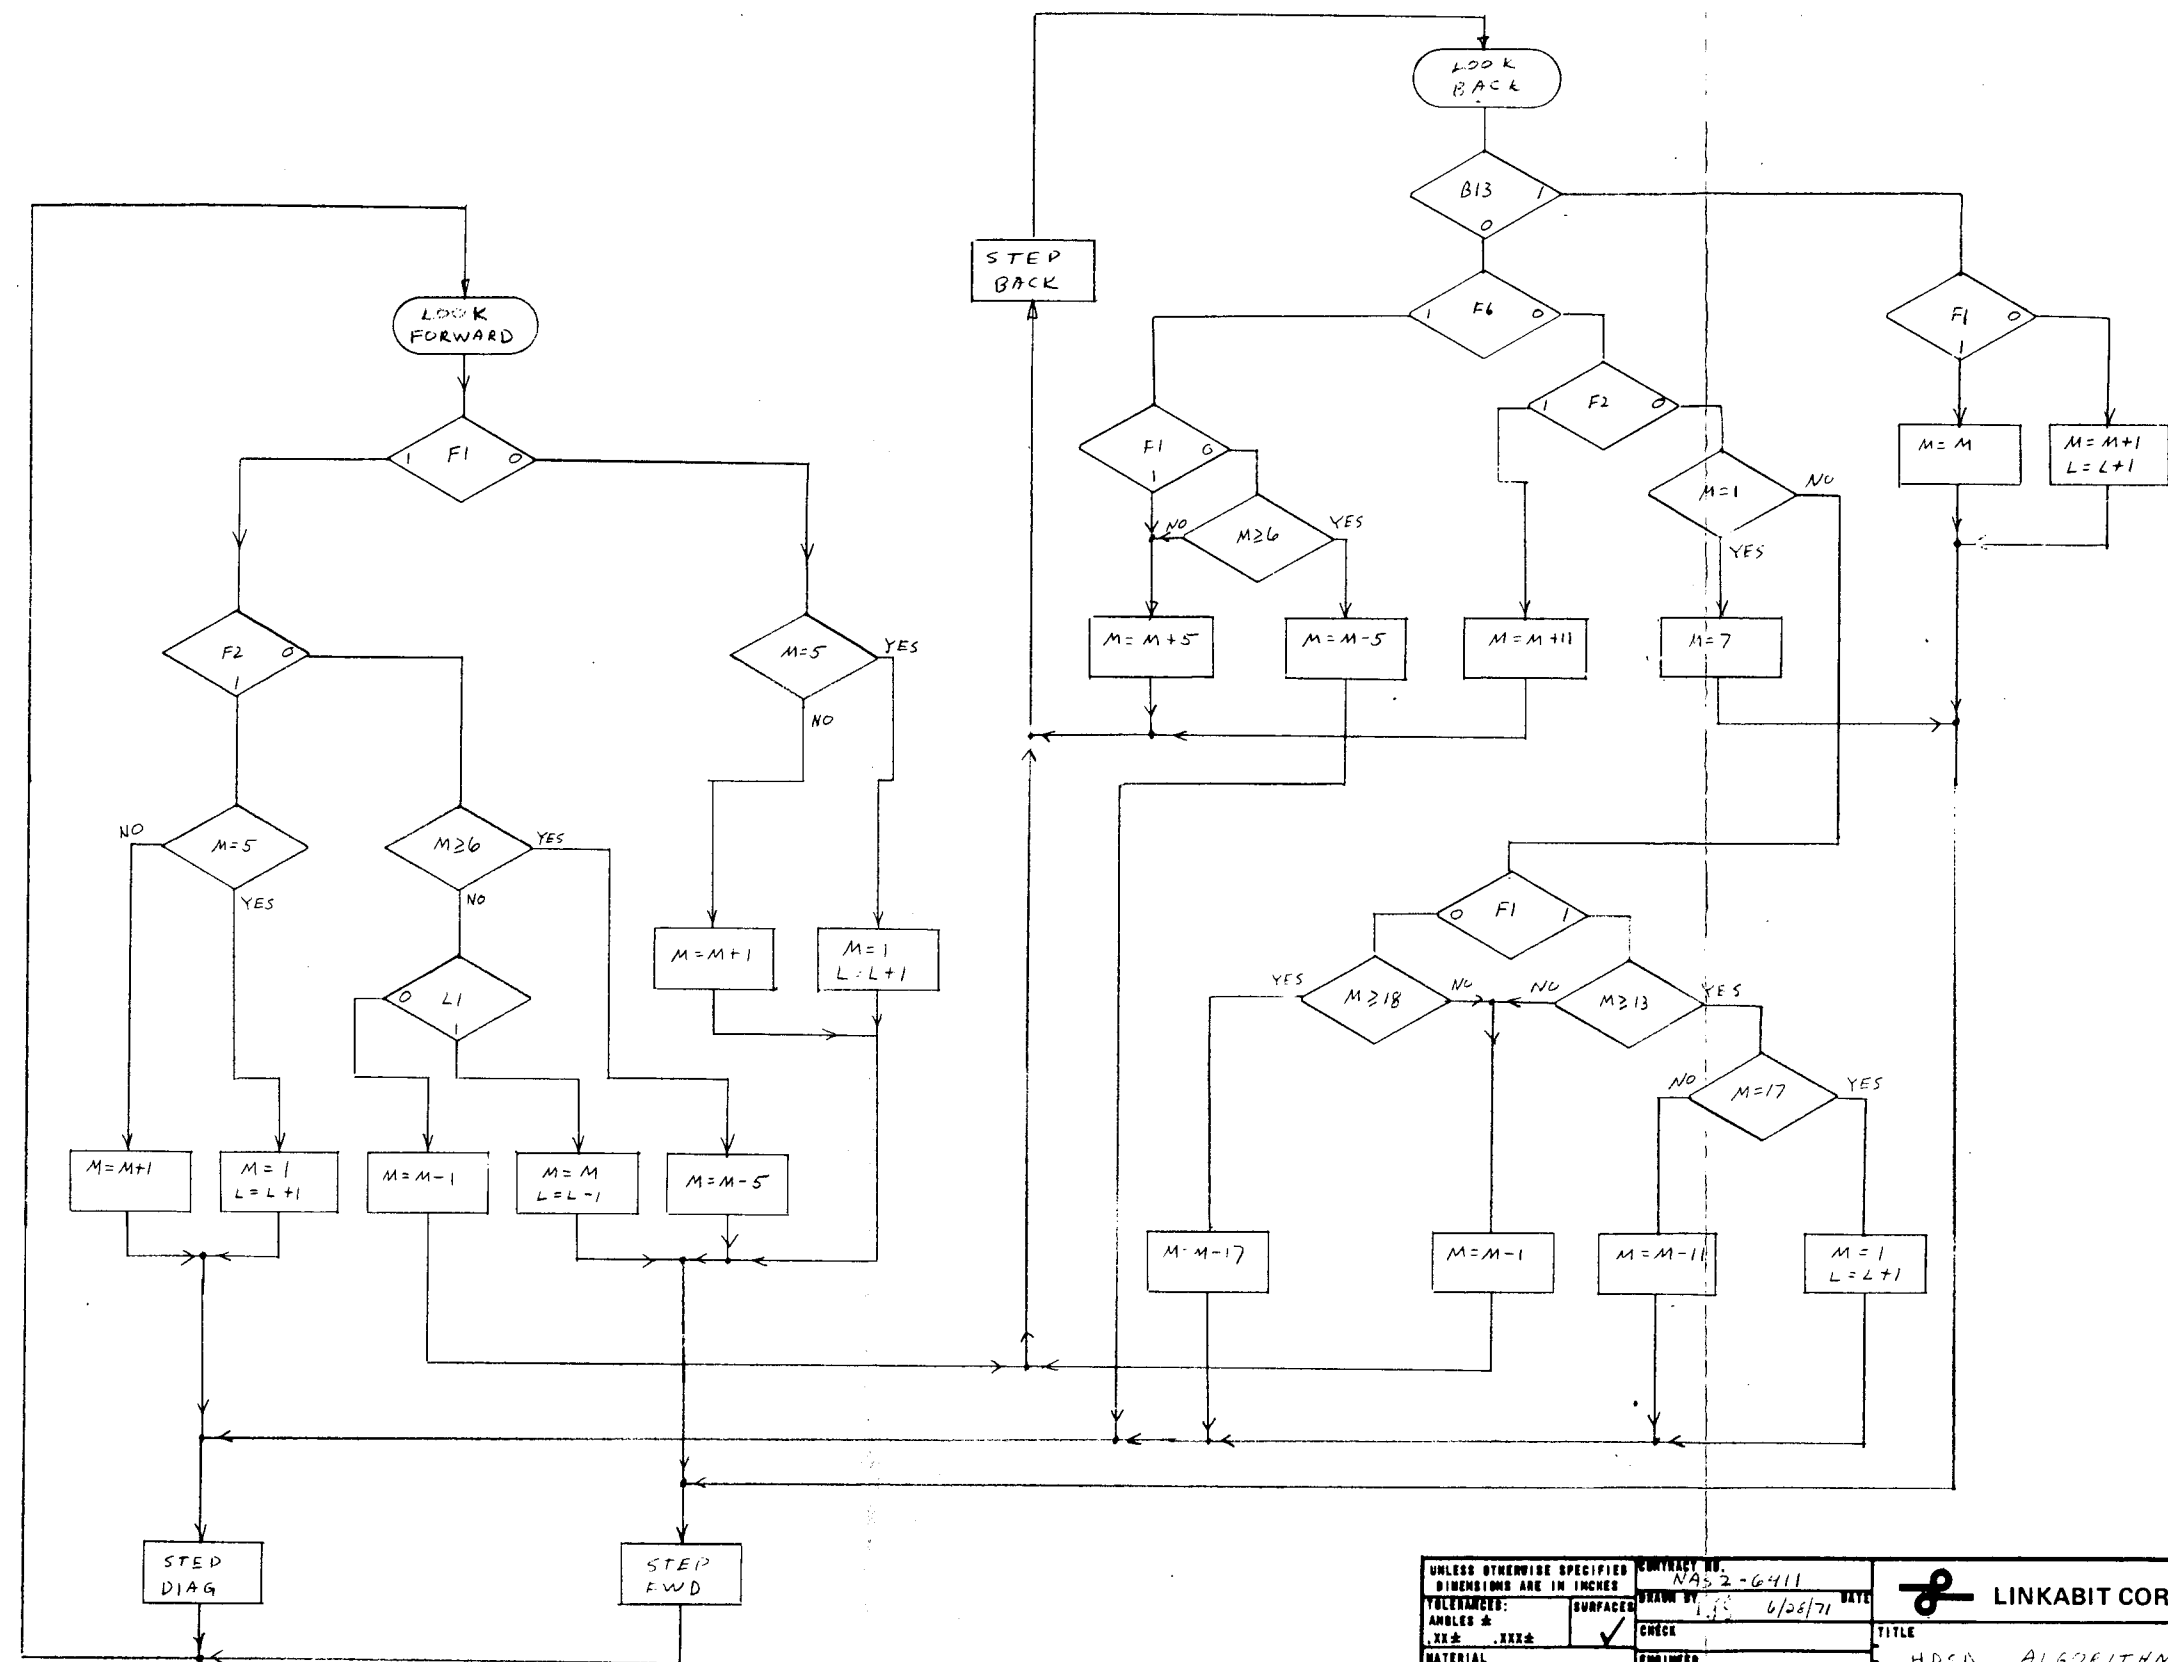 LOOK
BACK
B13
1
0
STEP
BACK
LOOK
FORWARD
F6
1
0
F1
0
1
F2
1
0
M=M
M=M+1
L=L+1
F1
0
1
M=1
NO
YES
F1
1
0
M≥6
NO
YES
M=M+5
M=M-5
M=M+11
M=7
F2
0
1
M=5
YES
NO
M=5
NO
YES
M≥6
YES
NO
F1
0
1
M=M+1
M=1
L=L+1
L1
0
1
M≥18
YES
NO
M≥13
NO
YES
M=17
NO
YES
M=M+1
M=1
L=L+1
M=M-1
M=M
L=L-1
M=M-5
M=M-17
M=M-1
M=M-11
M=1
L=L+1
STEP
DIAG
STEP
FWD
UNLESS OTHERWISE SPECIFIED
DIMENSIONS ARE IN INCHES
TOLERANCES:
ANGLES ±
.XX± .XXX±
SURFACES
MATERIAL
CONTRACT NO.
NAS2-6411
DRAWN BY
6/28/71
DATE
CHECK
ENGINEER
LINKABIT COR
TITLE